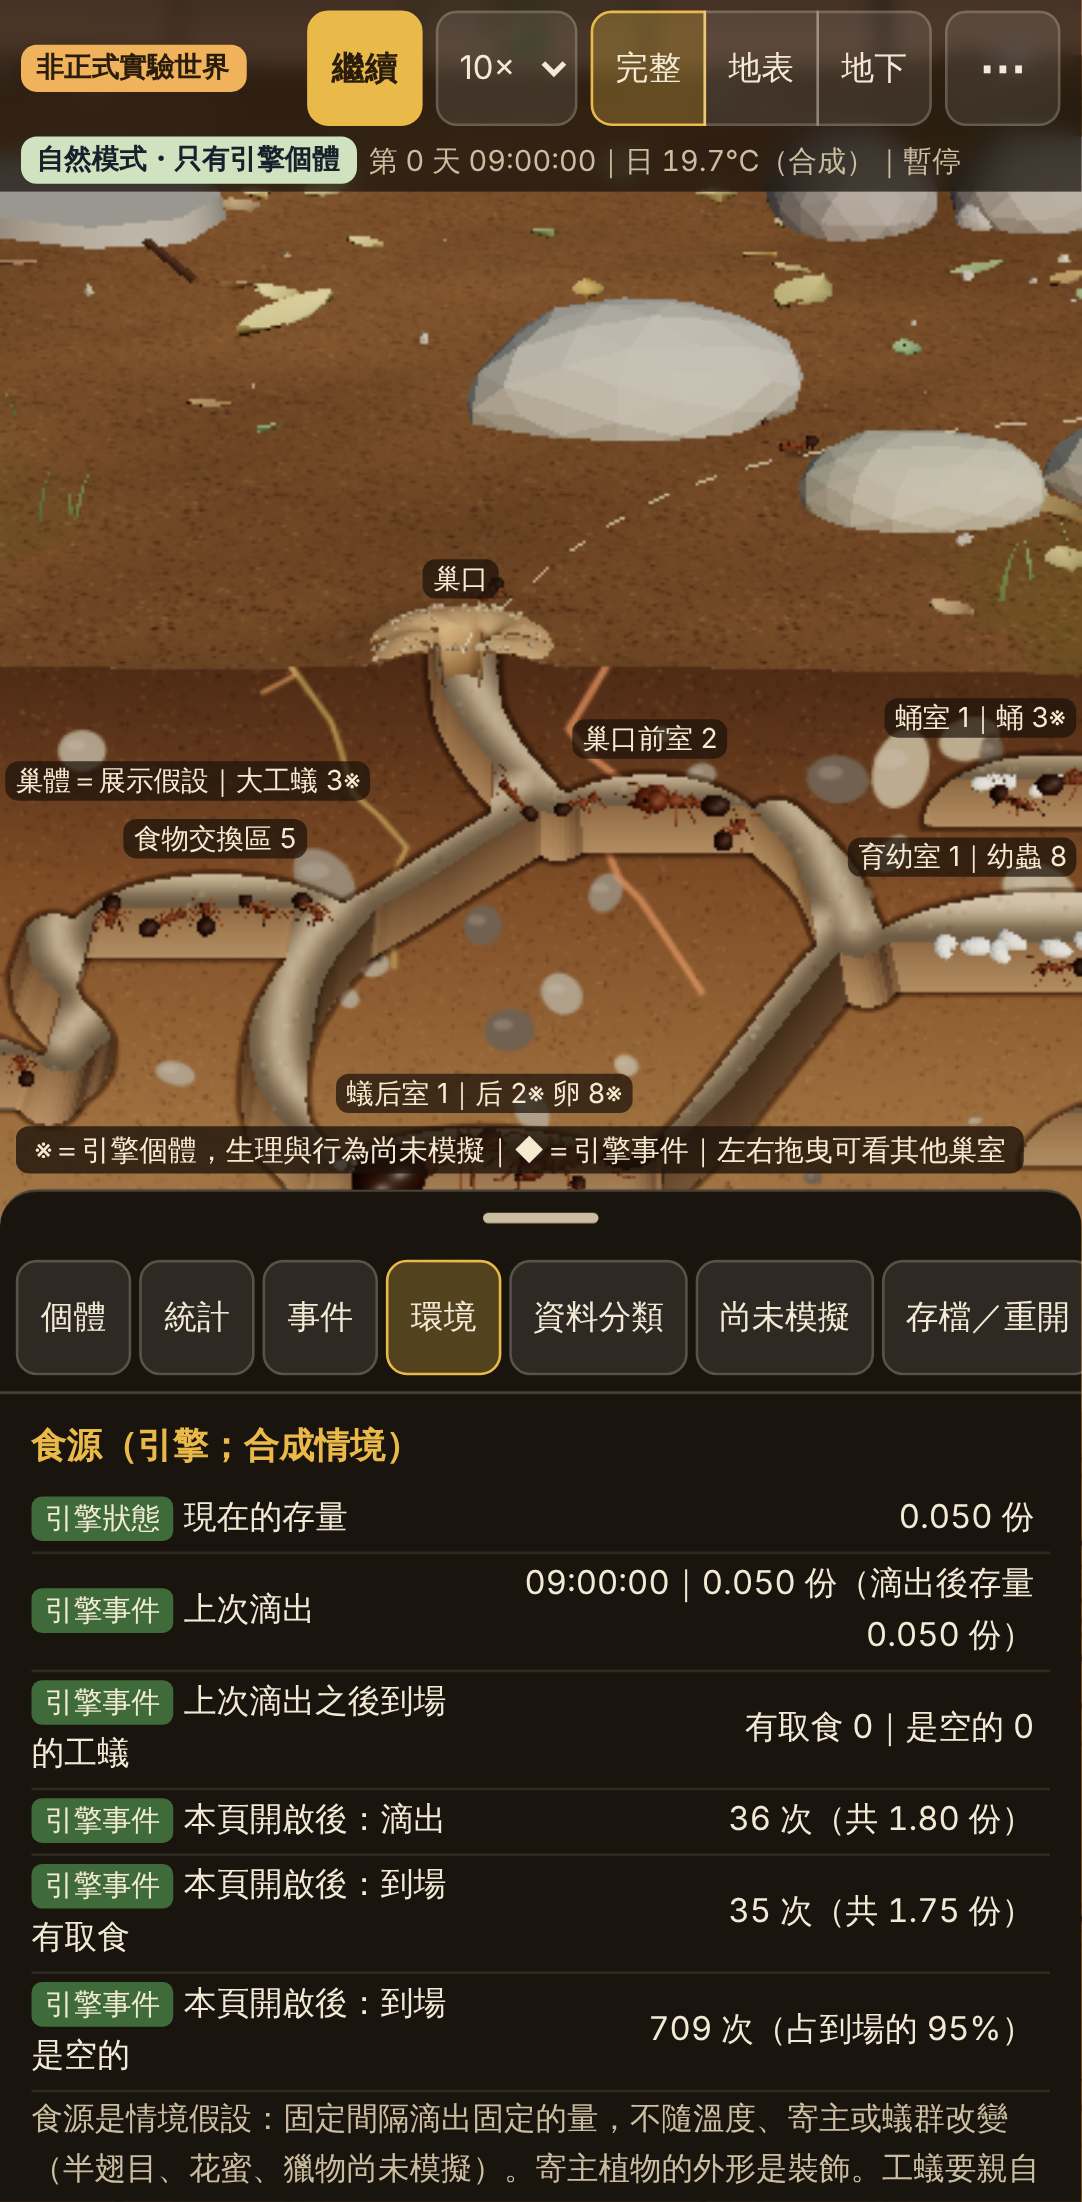 非正式實驗世界
繼續
10×
完整
地表
地下
...
自然模式・只有引擎個體
第 0 天 09:00:00｜日 19.7°C（合成）｜暫停
巢口
蛹室 1｜蛹 3※
巢口前室 2
巢體＝展示假設｜大工蟻 3※
食物交換區 5
育幼室 1｜幼蟲 8
蟻后室 1｜后 2※ 卵 8※
※＝引擎個體，生理與行為尚未模擬｜◆＝引擎事件｜左右拖曳可看其他巢室
個體
統計
事件
環境
資料分類
尚未模擬
存檔／重開
食源（引擎；合成情境）
引擎狀態 現在的存量
0.050 份
引擎事件 上次滴出
09:00:00｜0.050 份（滴出後存量
0.050 份）
引擎事件 上次滴出之後到場
的工蟻
有取食 0｜是空的 0
引擎事件 本頁開啟後：滴出
36 次（共 1.80 份）
引擎事件 本頁開啟後：到場
有取食
35 次（共 1.75 份）
引擎事件 本頁開啟後：到場
是空的
709 次（占到場的 95%）
食源是情境假設：固定間隔滴出固定的量，不隨溫度、寄主或蟻群改變
（半翅目、花蜜、獵物尚未模擬）。寄主植物的外形是裝飾。工蟻要親自